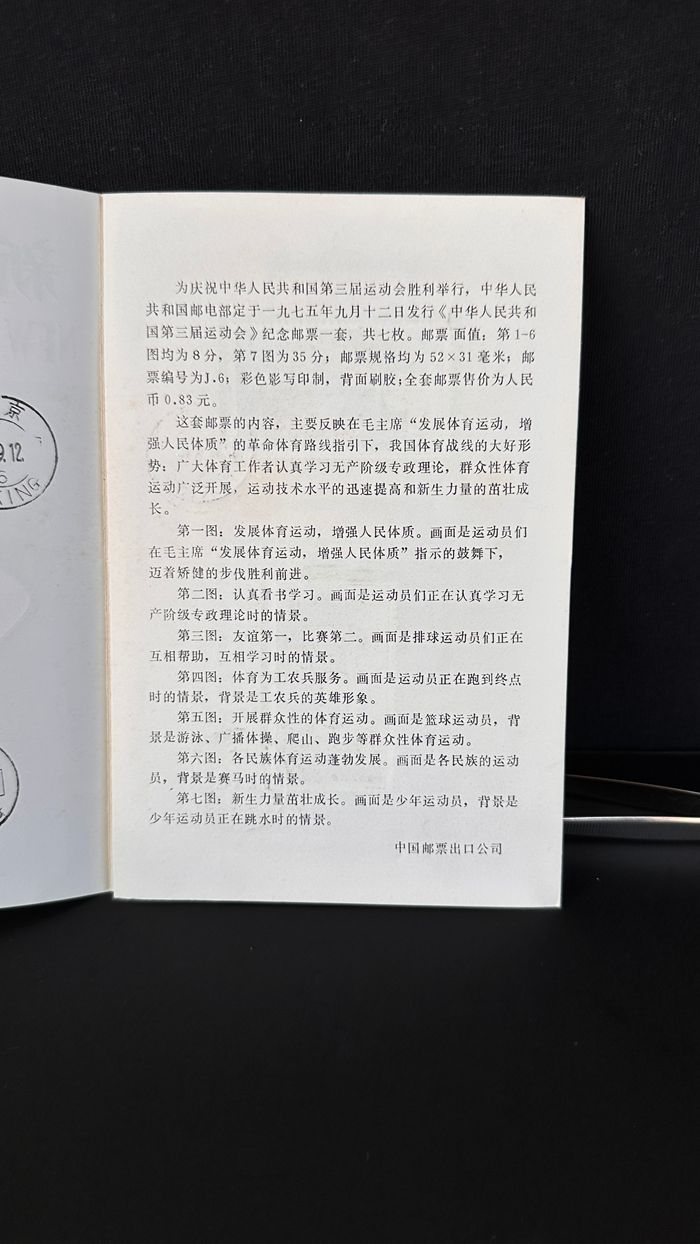 新
京
9.12
KING
为庆祝中华人民共和国第三届运动会胜利举行，中华人民
共和国邮电部定于一九七五年九月十二日发行《中华人民共和
国第三届运动会》纪念邮票一套，共七枚。邮票面值：第1-6
图均为8分，第7图为35分；邮票规格均为52×31毫米；邮
票编号为J.6；彩色影写印制，背面刷胶；全套邮票售价为人民
币0.83元。
这套邮票的内容，主要反映在毛主席“发展体育运动，增
强人民体质”的革命体育路线指引下，我国体育战线的大好形
势；广大体育工作者认真学习无产阶级专政理论，群众性体育
运动广泛开展，运动技术水平的迅速提高和新生力量的茁壮成
长。
第一图：发展体育运动，增强人民体质。画面是运动员们
在毛主席“发展体育运动，增强人民体质”指示的鼓舞下，
迈着矫健的步伐胜利前进。
第二图：认真看书学习。画面是运动员们正在认真学习无
产阶级专政理论时的情景。
第三图：友谊第一，比赛第二。画面是排球运动员们正在
互相帮助，互相学习时的情景。
第四图：体育为工农兵服务。画面是运动员正在跑到终点
时的情景，背景是工农兵的英雄形象。
第五图：开展群众性的体育运动。画面是篮球运动员，背
景是游泳、广播体操、爬山、跑步等群众性体育运动。
第六图：各民族体育运动蓬勃发展。画面是各民族的运动
员，背景是赛马时的情景。
第七图：新生力量茁壮成长。画面是少年运动员，背景是
少年运动员正在跳水时的情景。
中国邮票出口公司